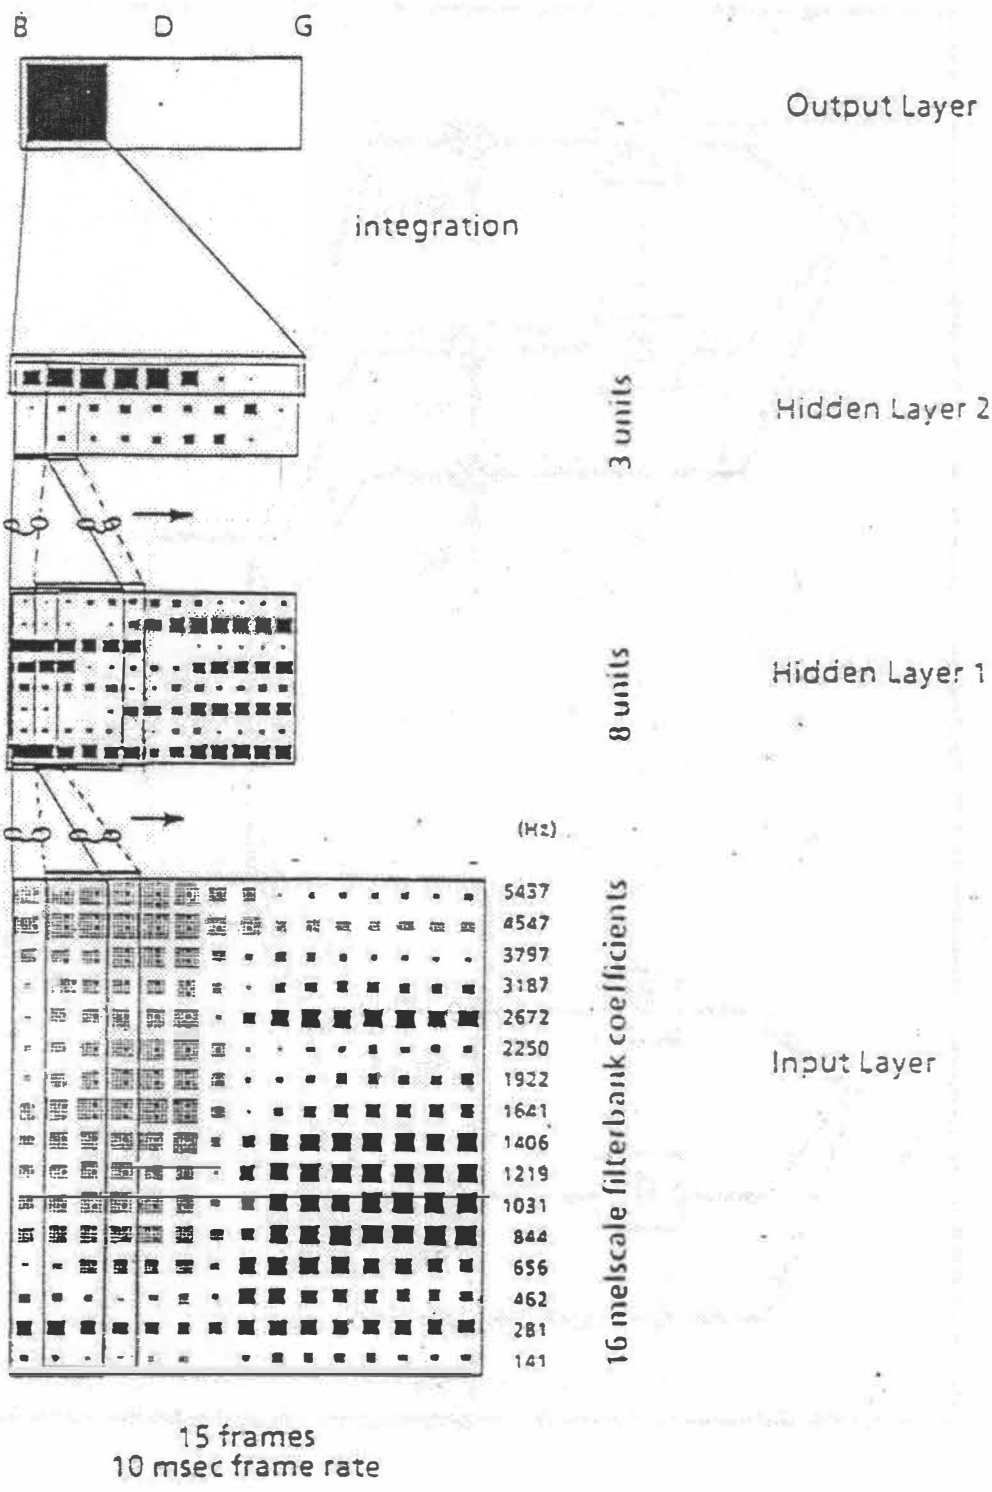 B D G
Output Layer
integration
3 units
Hidden Layer 2
8 units
Hidden Layer 1
(Hz)
5437
4547
3797
3187
2672
2250
1922
1641
1406
1219
1031
844
656
462
281
141
16 melscale filterbank coefficients
Input Layer
15 frames
10 msec frame rate